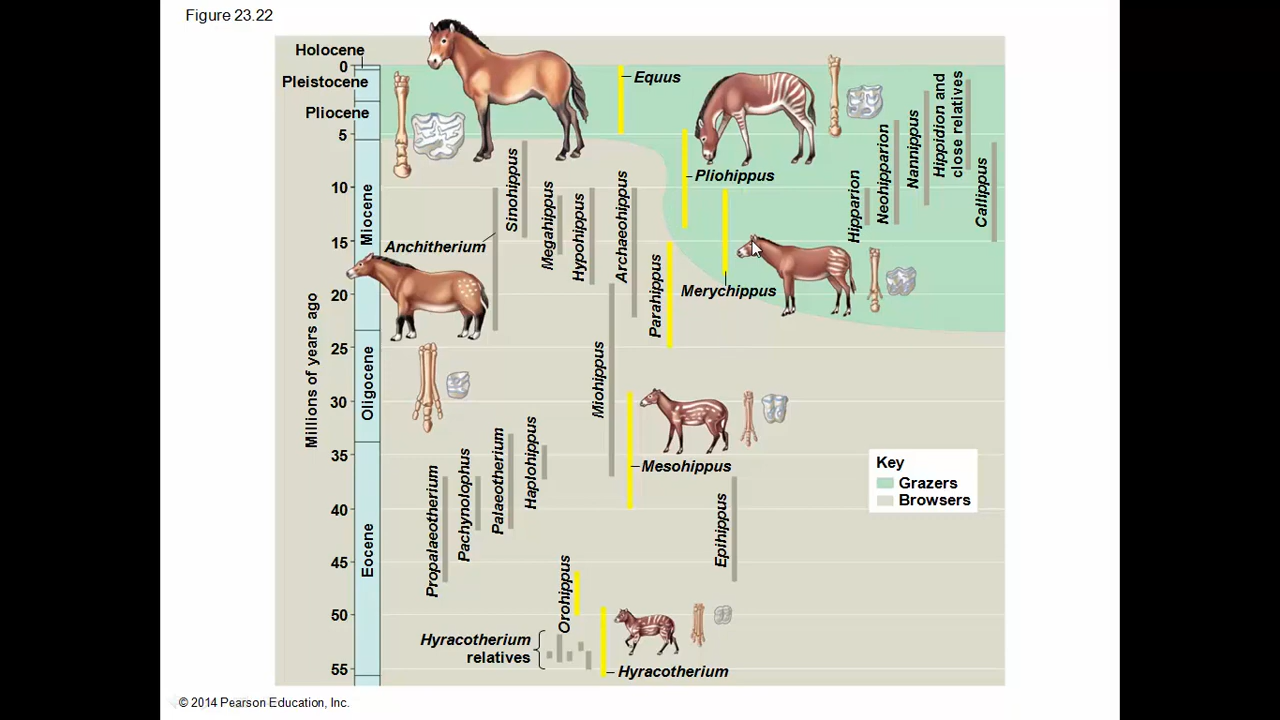 Figure 23.22
Holocene
0
Pleistocene
Pliocene
5
10
15
20
25
30
35
40
45
50
55
Millions of years ago
Miocene
Oligocene
Eocene
Equus
Pliohippus
Merychippus
Hipparion
Neohipparion
Nannippus
Hippidion and
close relatives
Callippus
Sinohippus
Megahippus
Hypohippus
Archaeohippus
Anchitherium
Parahippus
Miohippus
Mesohippus
Propalaeotherium
Pachynolophus
Palaeotherium
Haplohippus
Epihippus
Orohippus
Hyracotherium
relatives
Hyracotherium
Key
Grazers
Browsers
© 2014 Pearson Education, Inc.